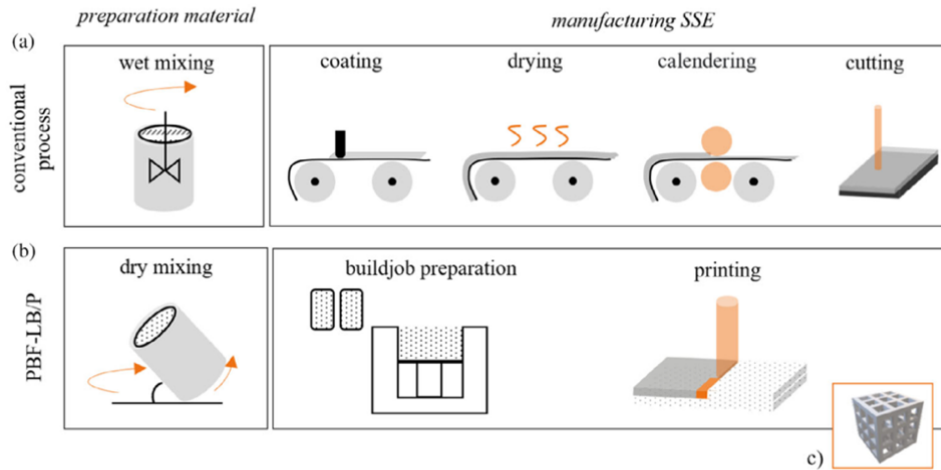 preparation material
manufacturing SSE
(a)
conventional
process
wet mixing
coating
drying
calendering
cutting
(b)
PBF-LB/P
dry mixing
buildjob preparation
printing
c)